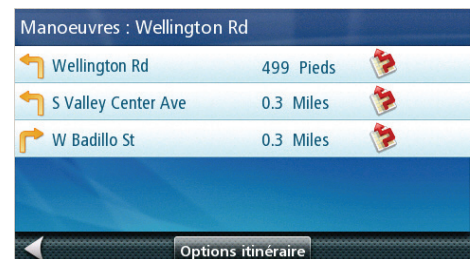 Manoeuvres : Wellington Rd
Wellington Rd 499 Pieds
S Valley Center Ave 0.3 Miles
W Badillo St 0.3 Miles
Options itinéraire